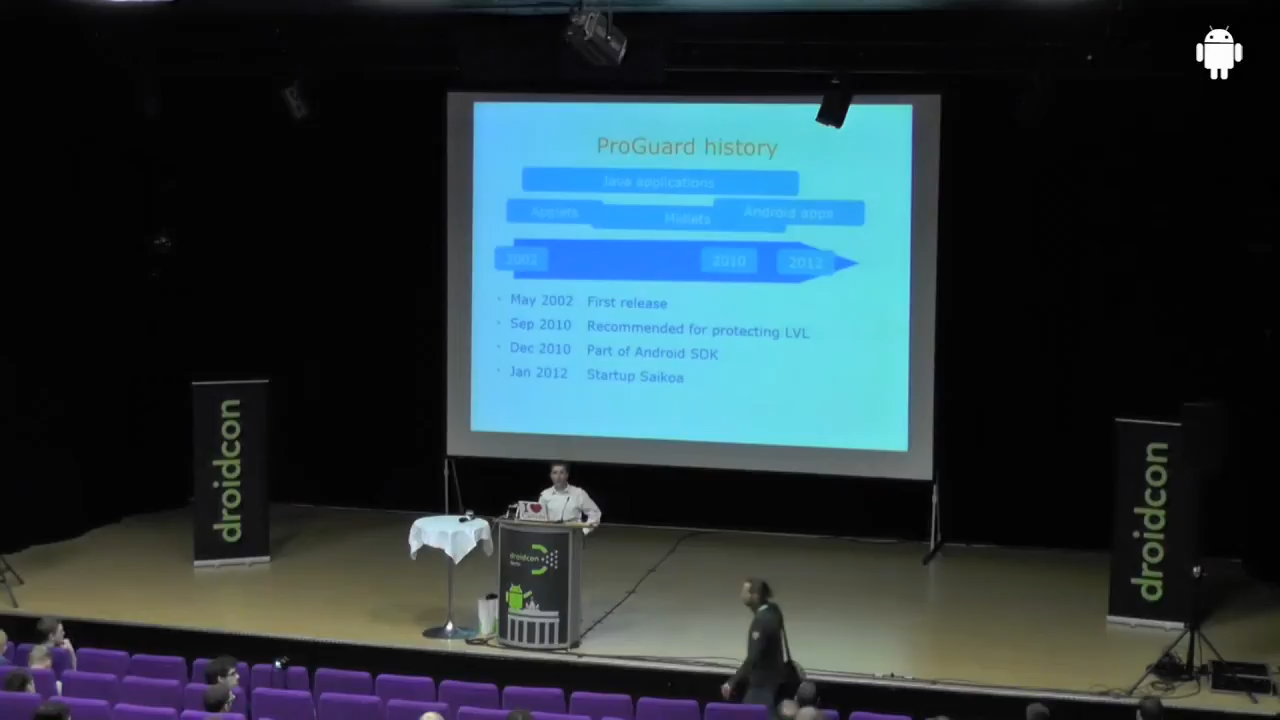 ProGuard history
Java applications
Applets
Midlets
Android apps
2002
2010
2012
• May 2002 First release
• Sep 2010 Recommended for protecting LVL
• Dec 2010 Part of Android SDK
• Jan 2012 Startup Saikoa
droidcon
droidcon
I
droidcon